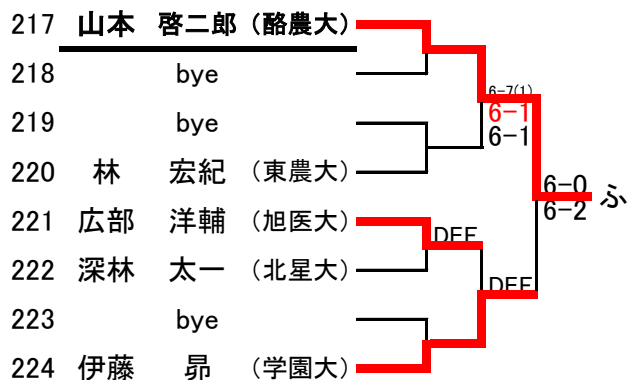 217 山本 啓二郎 (酪農大)
218 bye
6-7(1)
219 bye 6-1
6-1
220 林 宏紀 (東農大)
6-0
6-2 ふ
221 広部 洋輔 (旭医大)
DEF
222 深林 太一 (北星大)
DEF
223 bye
224 伊藤 昴 (学園大)